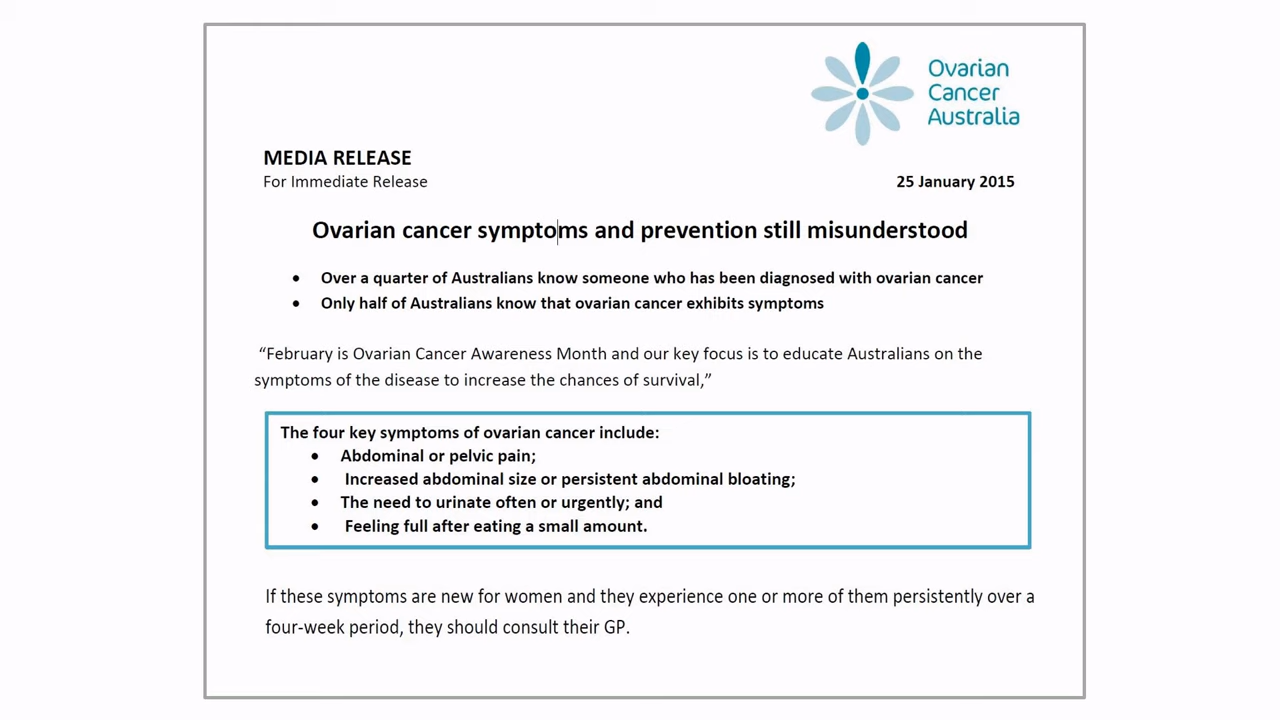 Ovarian
Cancer
Australia
MEDIA RELEASE
For Immediate Release
25 January 2015
Ovarian cancer symptoms and prevention still misunderstood
• Over a quarter of Australians know someone who has been diagnosed with ovarian cancer
• Only half of Australians know that ovarian cancer exhibits symptoms
“February is Ovarian Cancer Awareness Month and our key focus is to educate Australians on the
symptoms of the disease to increase the chances of survival,”
The four key symptoms of ovarian cancer include:
• Abdominal or pelvic pain;
• Increased abdominal size or persistent abdominal bloating;
• The need to urinate often or urgently; and
• Feeling full after eating a small amount.
If these symptoms are new for women and they experience one or more of them persistently over a
four-week period, they should consult their GP.